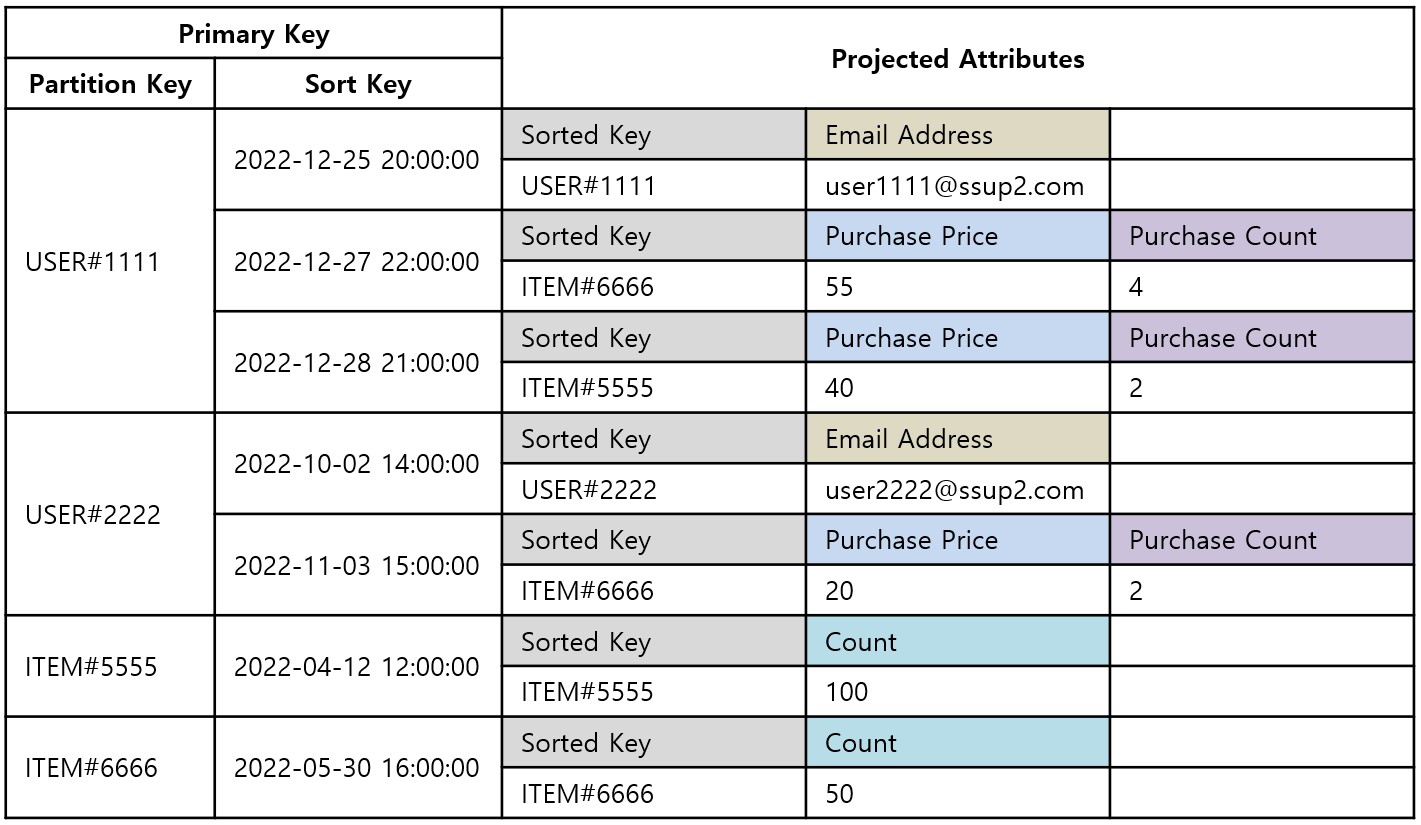 Primary Key
Projected Attributes
Partition Key Sort Key
USER#1111
2022-12-25 20:00:00
Sorted Key Email Address
USER#1111 user1111@ssup2.com
2022-12-27 22:00:00
Sorted Key Purchase Price Purchase Count
ITEM#6666 55 4
2022-12-28 21:00:00
Sorted Key Purchase Price Purchase Count
ITEM#5555 40 2
USER#2222
2022-10-02 14:00:00
Sorted Key Email Address
USER#2222 user2222@ssup2.com
2022-11-03 15:00:00
Sorted Key Purchase Price Purchase Count
ITEM#6666 20 2
ITEM#5555
2022-04-12 12:00:00
Sorted Key Count
ITEM#5555 100
ITEM#6666
2022-05-30 16:00:00
Sorted Key Count
ITEM#6666 50